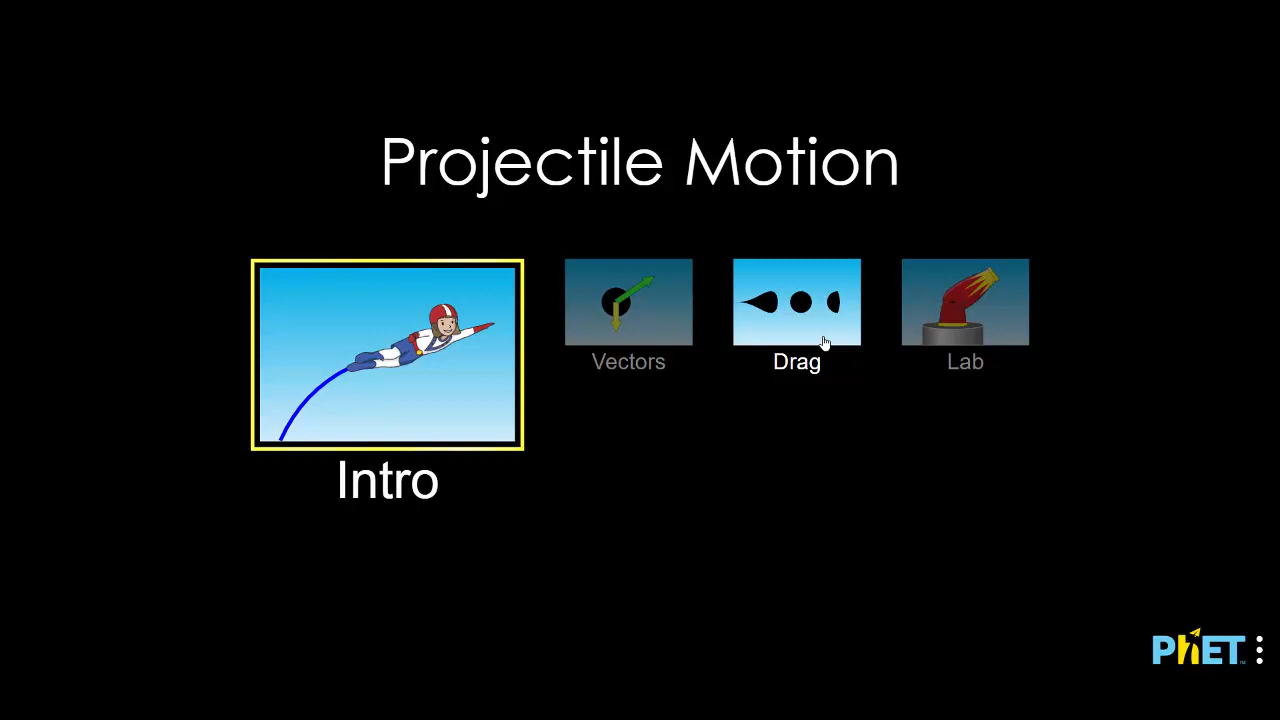 Projectile Motion
Intro
Vectors
Drag
Lab
PhET